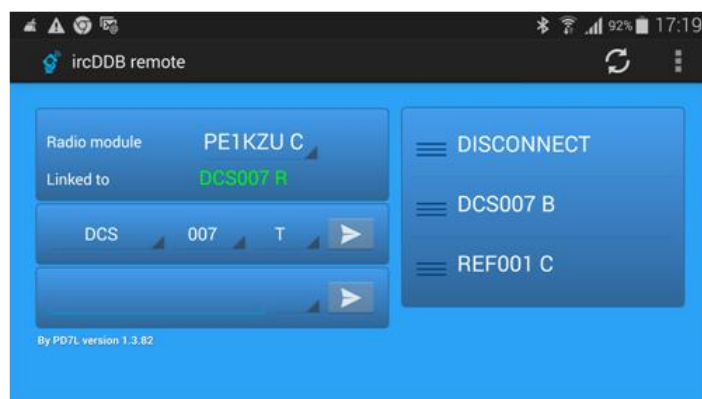 92% 17:19
ircDDB remote
Radio module PE1KZU C
Linked to DCS007 R
DCS 007 T
By PD7L version 1.3.82
DISCONNECT
DCS007 B
REF001 C